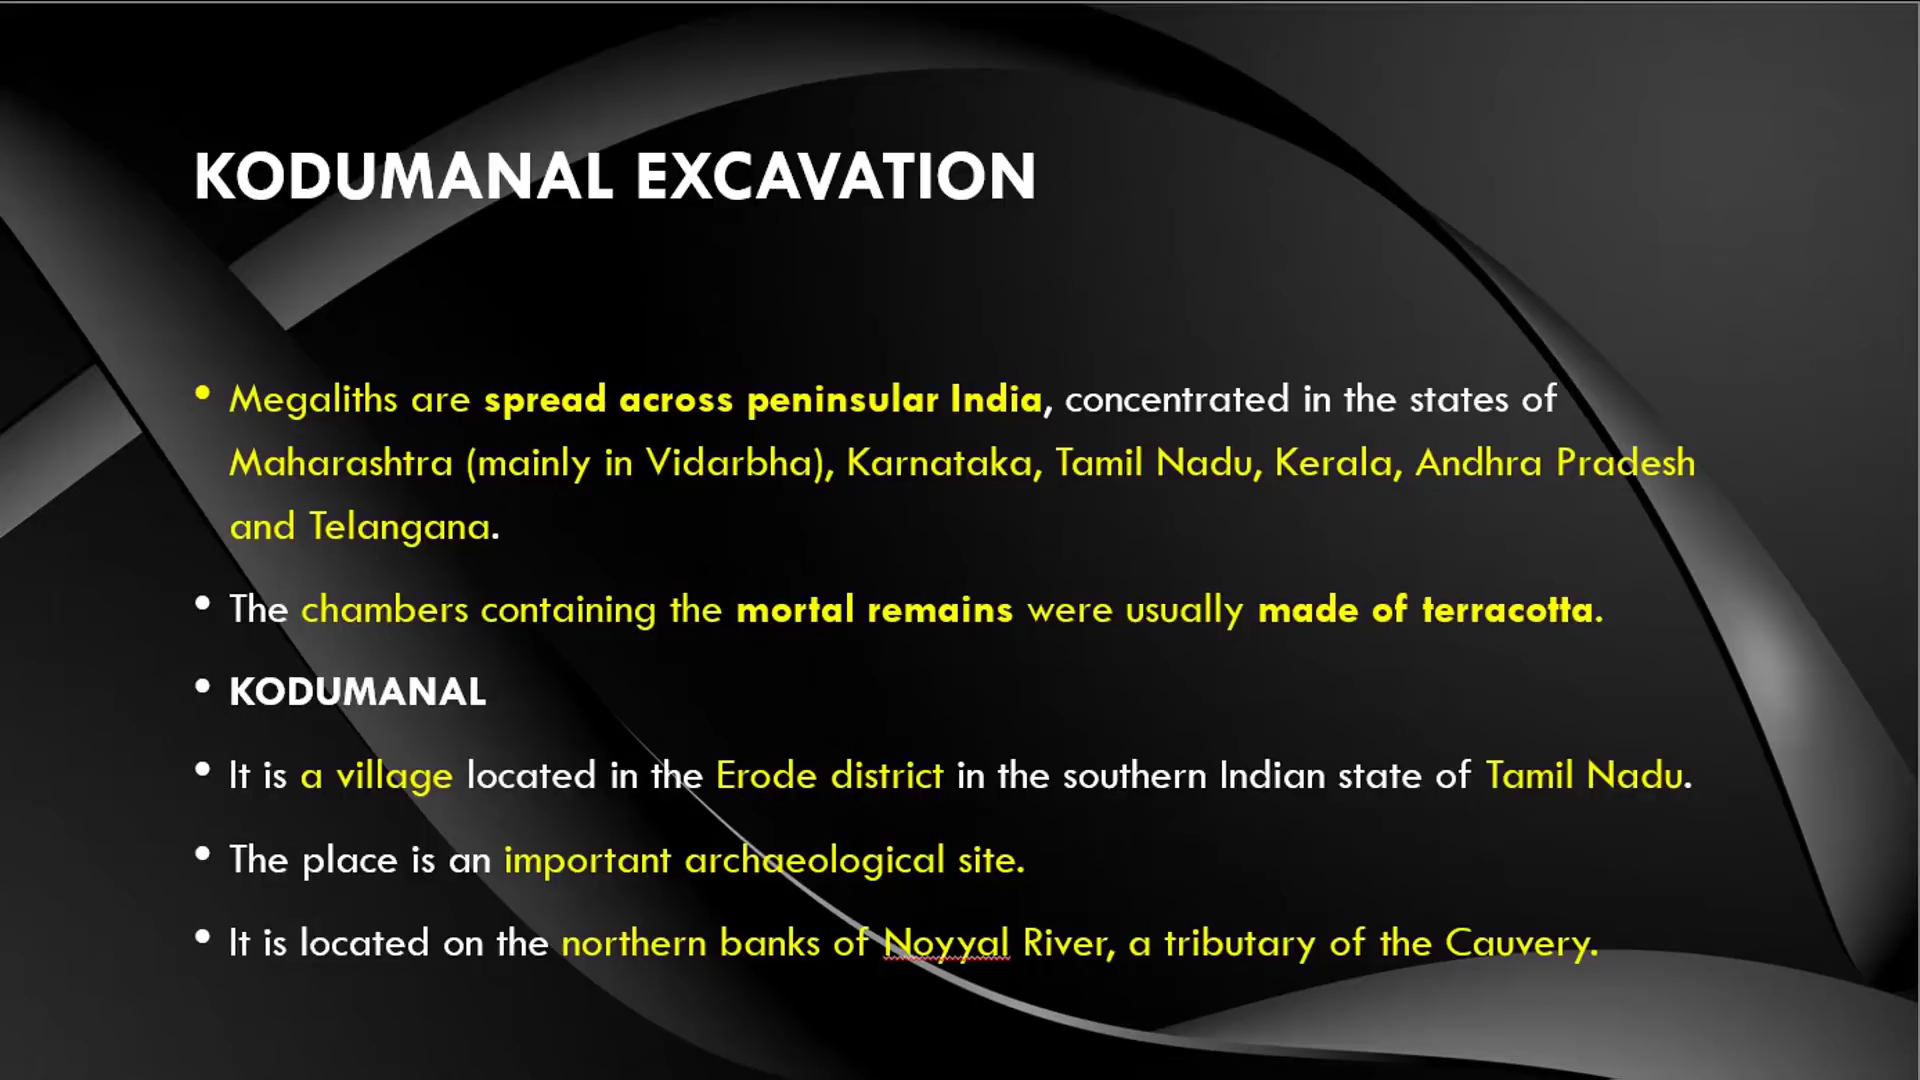 KODUMANAL EXCAVATION
• Megaliths are spread across peninsular India, concentrated in the states of
Maharashtra (mainly in Vidarbha), Karnataka, Tamil Nadu, Kerala, Andhra Pradesh
and Telangana.
• The chambers containing the mortal remains were usually made of terracotta.
• KODUMANAL
• It is a village located in the Erode district in the southern Indian state of Tamil Nadu.
• The place is an important archaeological site.
• It is located on the northern banks of Noyyal River, a tributary of the Cauvery.